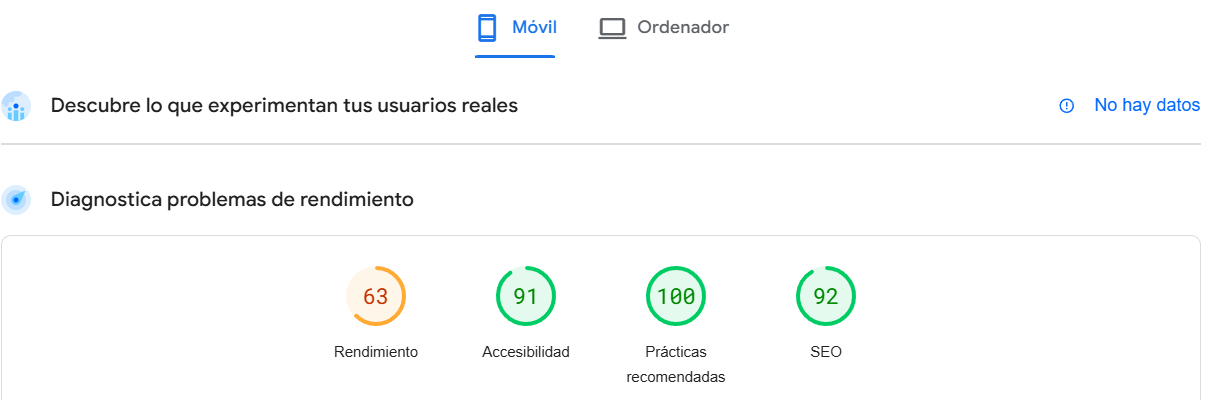 Móvil
Ordenador
Descubre lo que experimentan tus usuarios reales
No hay datos
Diagnostica problemas de rendimiento
63
91
100
92
Rendimiento
Accesibilidad
Prácticas
recomendadas
SEO